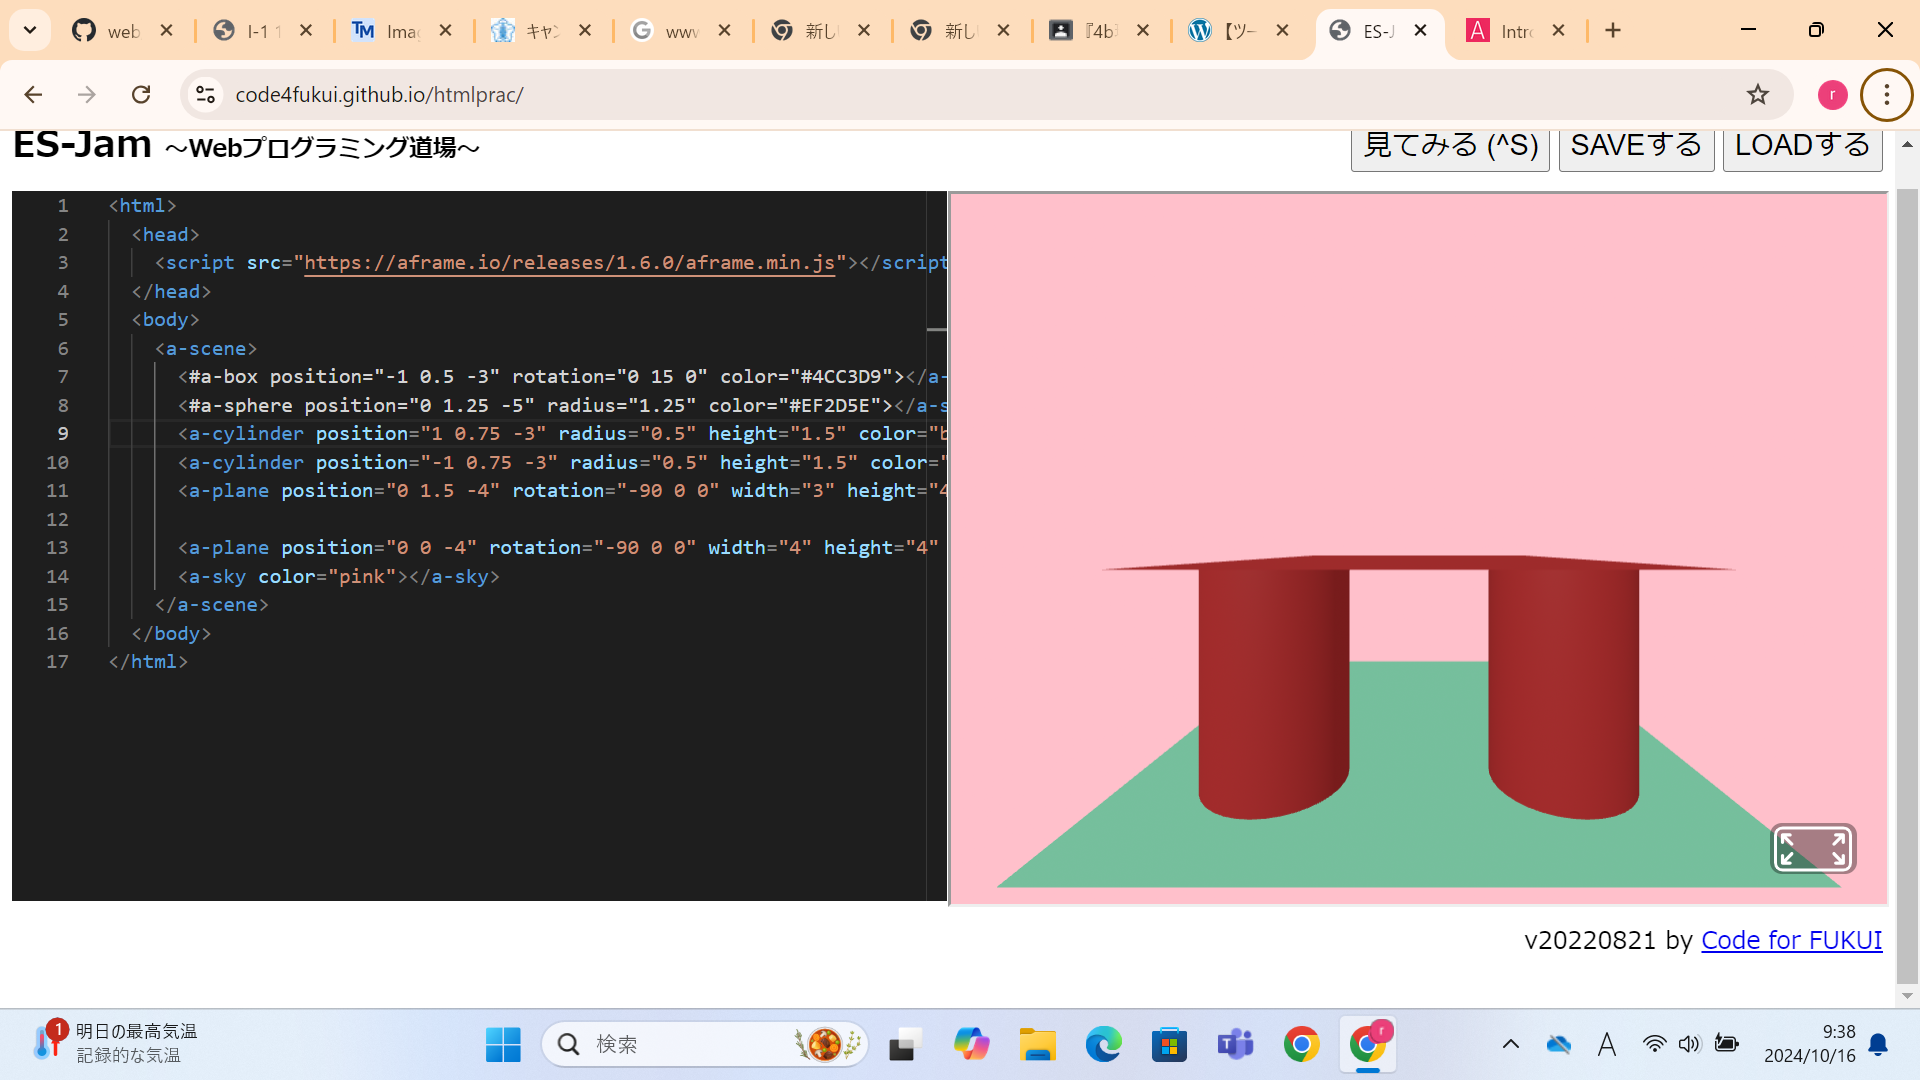 web
I-1 1
Imag
キャン
www
新し
新し
『4b
【ツー
ES-J
Intro
code4fukui.github.io/htmlprac/
r
ES-Jam ～Webプログラミング道場～
見てみる (^S)
SAVEする
LOADする
1 <html>
2 <head>
3 <script src="https://aframe.io/releases/1.6.0/aframe.min.js"></script
4 </head>
5 <body>
6 <a-scene>
7 <#a-box position="-1 0.5 -3" rotation="0 15 0" color="#4CC3D9"></a-
8 <#a-sphere position="0 1.25 -5" radius="1.25" color="#EF2D5E"></a-s
9 <a-cylinder position="1 0.75 -3" radius="0.5" height="1.5" color="b
10 <a-cylinder position="-1 0.75 -3" radius="0.5" height="1.5" color="
11 <a-plane position="0 1.5 -4" rotation="-90 0 0" width="3" height="4
12
13 <a-plane position="0 0 -4" rotation="-90 0 0" width="4" height="4"
14 <a-sky color="pink"></a-sky>
15 </a-scene>
16 </body>
17 </html>
v20220821 by Code for FUKUI
1
明日の最高気温
記録的な気温
検索
r
A
9:38
2024/10/16